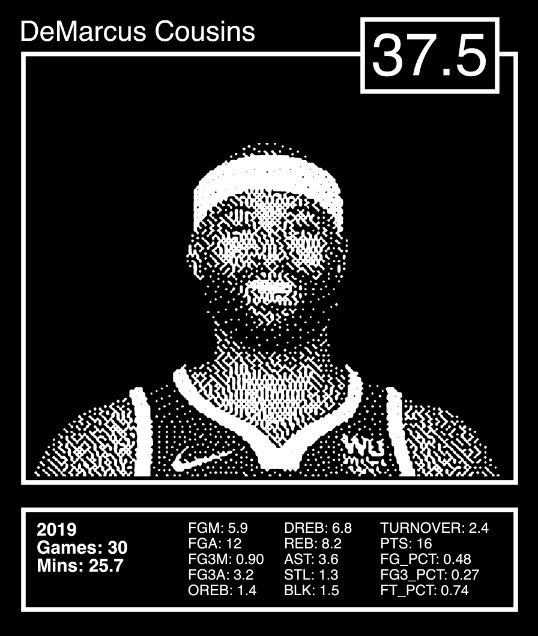 DeMarcus Cousins
37.5
WU
2019
Games: 30
Mins: 25.7
FGM: 5.9
FGA: 12
FG3M: 0.90
FG3A: 3.2
OREB: 1.4
DREB: 6.8
REB: 8.2
AST: 3.6
STL: 1.3
BLK: 1.5
TURNOVER: 2.4
PTS: 16
FG_PCT: 0.48
FG3_PCT: 0.27
FT_PCT: 0.74